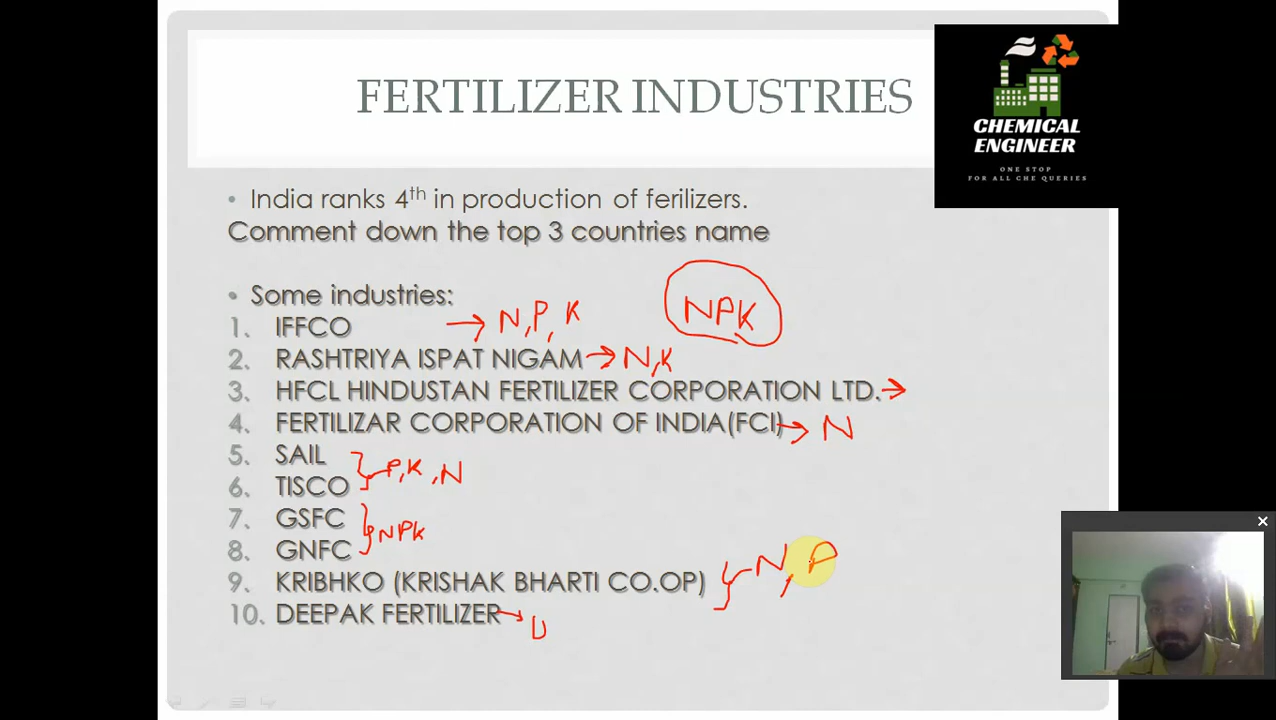 FERTILIZER INDUSTRIES
CHEMICAL
ENGINEER
ONE STOP
FOR ALL CHE QUERIES
• India ranks 4th in production of ferilizers.
Comment down the top 3 countries name
• Some industries:
NPK
1. IFFCO → N, P, K
2. RASHTRIYA ISPAT NIGAM → N, K
3. HFCL HINDUSTAN FERTILIZER CORPORATION LTD. →
4. FERTILIZAR CORPORATION OF INDIA(FCI) → N
5. SAIL
P, K, N
6. TISCO
7. GSFC
NPK
8. GNFC
9. KRIBHKO (KRISHAK BHARTI CO.OP)
N, P
10. DEEPAK FERTILIZER →